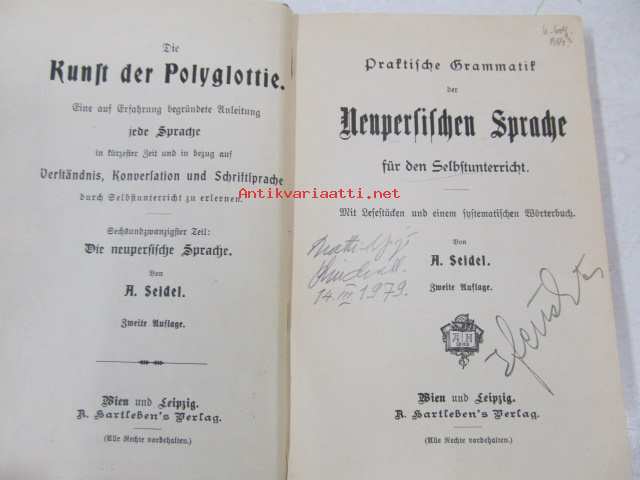 Die
Kunst der Polyglottie.
Eine auf Erfahrung begründete Anleitung
jede Sprache
in kürzester Zeit und in bezug auf
Verständnis, Konversation und Schriftsprache
durch Selbstunterricht zu erlernen.
Sechsundzwanzigster Teil:
Die neupersische Sprache.
Von
A. Seidel.
Zweite Auflage.
Wien und Leipzig.
A. Hartleben's Verlag.
(Alle Rechte vorbehalten.)
Praktische Grammatik
der
Neupersischen Sprache
für den Selbstunterricht.
Mit Lesestücken und einem systematischen Wörterbuch.
Von
A. Seidel.
Zweite Auflage.
14. III 1979.
A H
Wien und Leipzig.
A. Hartleben's Verlag.
(Alle Rechte vorbehalten.)
Antikvariaatti.net